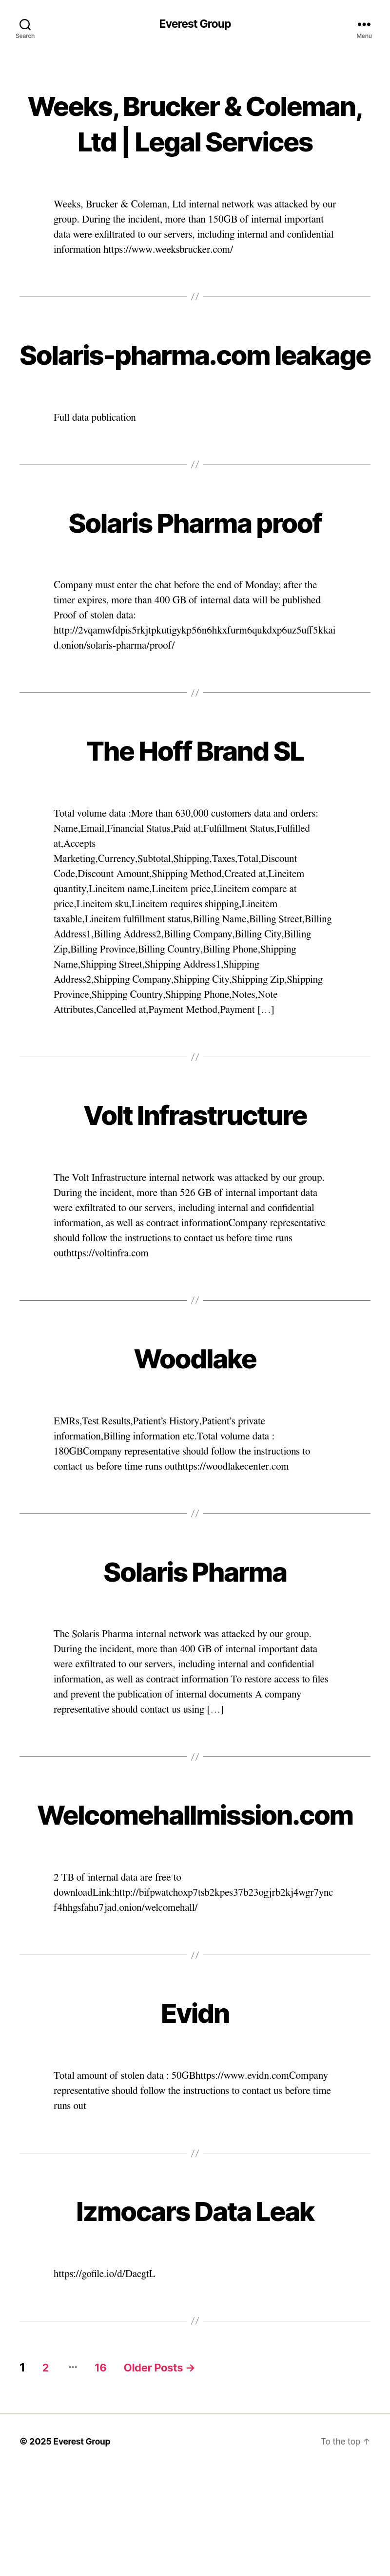 Everest Group
Search
Menu
Weeks, Brucker & Coleman,
Ltd | Legal Services
Weeks, Brucker & Coleman, Ltd internal network was attacked by our
group. During the incident, more than 150GB of internal important
data were exfiltrated to our servers, including internal and confidential
information https://www.weeksbrucker.com/
//
Solaris-pharma.com leakage
Full data publication
//
Solaris Pharma proof
Company must enter the chat before the end of Monday; after the
timer expires, more than 400 GB of internal data will be published
Proof of stolen data:
http://2vqamwfdpis5rkjtpkutigykp56n6hkxfurm6qukdxp6uz5uff5kkai
d.onion/solaris-pharma/proof/
//
The Hoff Brand SL
Total volume data :More than 630,000 customers data and orders:
Name,Email,Financial Status,Paid at,Fulfillment Status,Fulfilled
at,Accepts
Marketing,Currency,Subtotal,Shipping,Taxes,Total,Discount
Code,Discount Amount,Shipping Method,Created at,Lineitem
quantity,Lineitem name,Lineitem price,Lineitem compare at
price,Lineitem sku,Lineitem requires shipping,Lineitem
taxable,Lineitem fulfillment status,Billing Name,Billing Street,Billing
Address1,Billing Address2,Billing Company,Billing City,Billing
Zip,Billing Province,Billing Country,Billing Phone,Shipping
Name,Shipping Street,Shipping Address1,Shipping
Address2,Shipping Company,Shipping City,Shipping Zip,Shipping
Province,Shipping Country,Shipping Phone,Notes,Note
Attributes,Cancelled at,Payment Method,Payment […]
//
Volt Infrastructure
The Volt Infrastructure internal network was attacked by our group.
During the incident, more than 526 GB of internal important data
were exfiltrated to our servers, including internal and confidential
information, as well as contract informationCompany representative
should follow the instructions to contact us before time runs
outhttps://voltinfra.com
//
Woodlake
EMRs,Test Results,Patient's History,Patient's private
information,Billing information etc.Total volume data :
180GBCompany representative should follow the instructions to
contact us before time runs outhttps://woodlakecenter.com
//
Solaris Pharma
The Solaris Pharma internal network was attacked by our group.
During the incident, more than 400 GB of internal important data
were exfiltrated to our servers, including internal and confidential
information, as well as contract information To restore access to files
and prevent the publication of internal documents A company
representative should contact us using […]
//
Welcomehallmission.com
2 TB of internal data are free to
downloadLink:http://bifpwatchoxp7tsb2kpes37b23ogjrb2kj4wgr7ync
f4hhgsfahu7jad.onion/welcomehall/
//
Evidn
Total amount of stolen data : 50GBhttps://www.evidn.comCompany
representative should follow the instructions to contact us before time
runs out
//
Izmocars Data Leak
https://gofile.io/d/DacgtL
//
1 2 … 16 Older Posts →
© 2025 Everest Group
To the top ↑